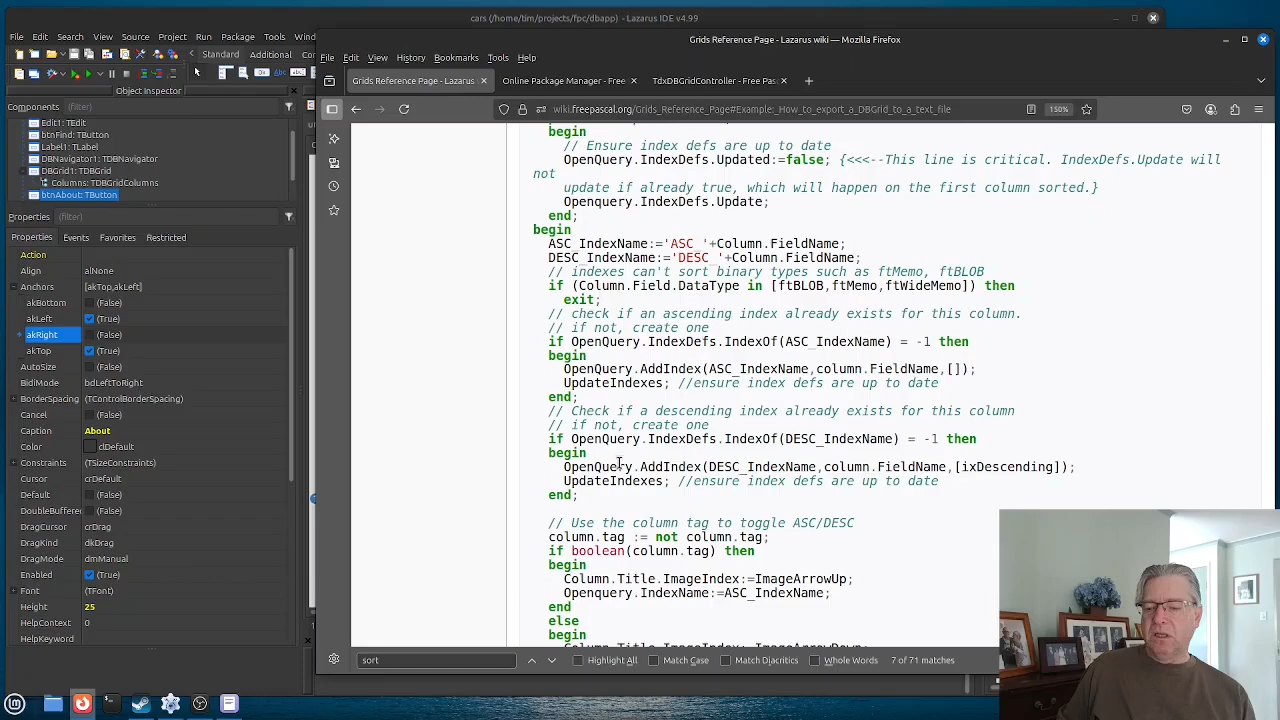 cars (/home/tim/projects/fpc/dbapp) - Lazarus IDE v4.99
File Edit Search View Source Project Run Package Tools Wind
Standard Additional
Object Inspector
Components (filter)
Edit1: TEdit
btnFind: TButton
Label1: TLabel
DBNavigator1: TDBNavigator
DBGrid1: TDBGrid
Columns: TDBGridColumns
btnAbout: TButton
Properties (filter)
Properties Events Favorites Restricted
Action
Align alNone
Anchors [akTop,akLeft]
akBottom (False)
akLeft (True)
akRight (False)
akTop (True)
AutoSize (False)
BidiMode bdLeftToRight
BorderSpacing (TControlBorderSpacing)
Cancel (False)
Caption About
Color clDefault
Constraints (TSizeConstraints)
Cursor crDefault
Default (False)
DoubleBuffered (False)
DragCursor crDrag
DragKind dkDrag
DragMode dmManual
Enabled (True)
Font (TFont)
Height 25
HelpContext 0
HelpKeyword
Grids Reference Page - Lazarus wiki — Mozilla Firefox
File Edit View History Bookmarks Tools Help
Grids Reference Page - Lazarus Online Package Manager - Free TdxDBGridController - Free Pas
wiki.freepascal.org/Grids_Reference_Page#Example_How_to_export_a_DBGrid_to_a_text_file 150%
begin
// Ensure index defs are up to date
OpenQuery.IndexDefs.Updated:=false; {<<<--This line is critical. IndexDefs.Update will
not
update if already true, which will happen on the first column sorted.}
Openquery.IndexDefs.Update;
end;
begin
ASC_IndexName:='ASC_'+Column.FieldName;
DESC_IndexName:='DESC_'+Column.FieldName;
// indexes can't sort binary types such as ftMemo, ftBLOB
if (Column.Field.DataType in [ftBLOB,ftMemo,ftWideMemo]) then
exit;
// check if an ascending index already exists for this column.
// if not, create one
if OpenQuery.IndexDefs.IndexOf(ASC_IndexName) = -1 then
begin
OpenQuery.AddIndex(ASC_IndexName,column.FieldName,[]);
UpdateIndexes; //ensure index defs are up to date
end;
// Check if a descending index already exists for this column
// if not, create one
if OpenQuery.IndexDefs.IndexOf(DESC_IndexName) = -1 then
begin
OpenQuery.AddIndex(DESC_IndexName,column.FieldName,[ixDescending]);
UpdateIndexes; //ensure index defs are up to date
end;
// Use the column tag to toggle ASC/DESC
column.tag := not column.tag;
if boolean(column.tag) then
begin
Column.Title.ImageIndex:=ImageArrowUp;
Openquery.IndexName:=ASC_IndexName;
end
else
begin
Column.Title.ImageIndex:=ImageArrowDown;
sort Highlight All Match Case Match Diacritics Whole Words 7 of 71 matches